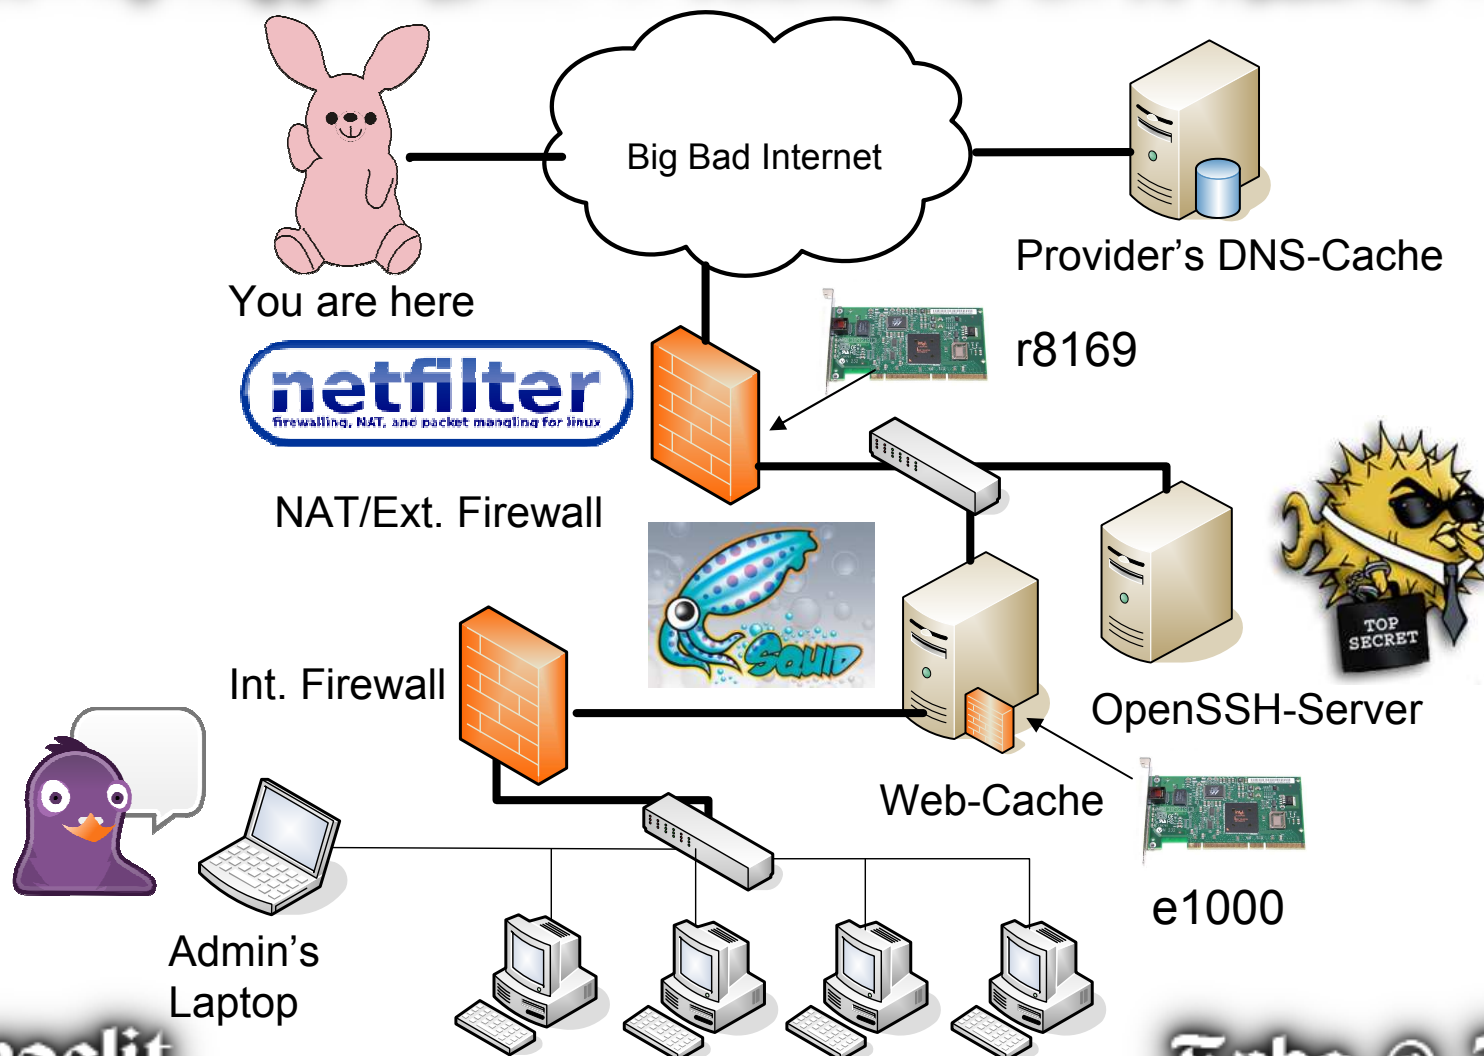 Big Bad Internet
Provider's DNS-Cache
You are here
r8169
netfilter
firewalling, NAT, and packet mangling for linux
NAT/Ext. Firewall
SQUID
TOP
SECRET
Int. Firewall
OpenSSH-Server
Web-Cache
e1000
Admin's
Laptop